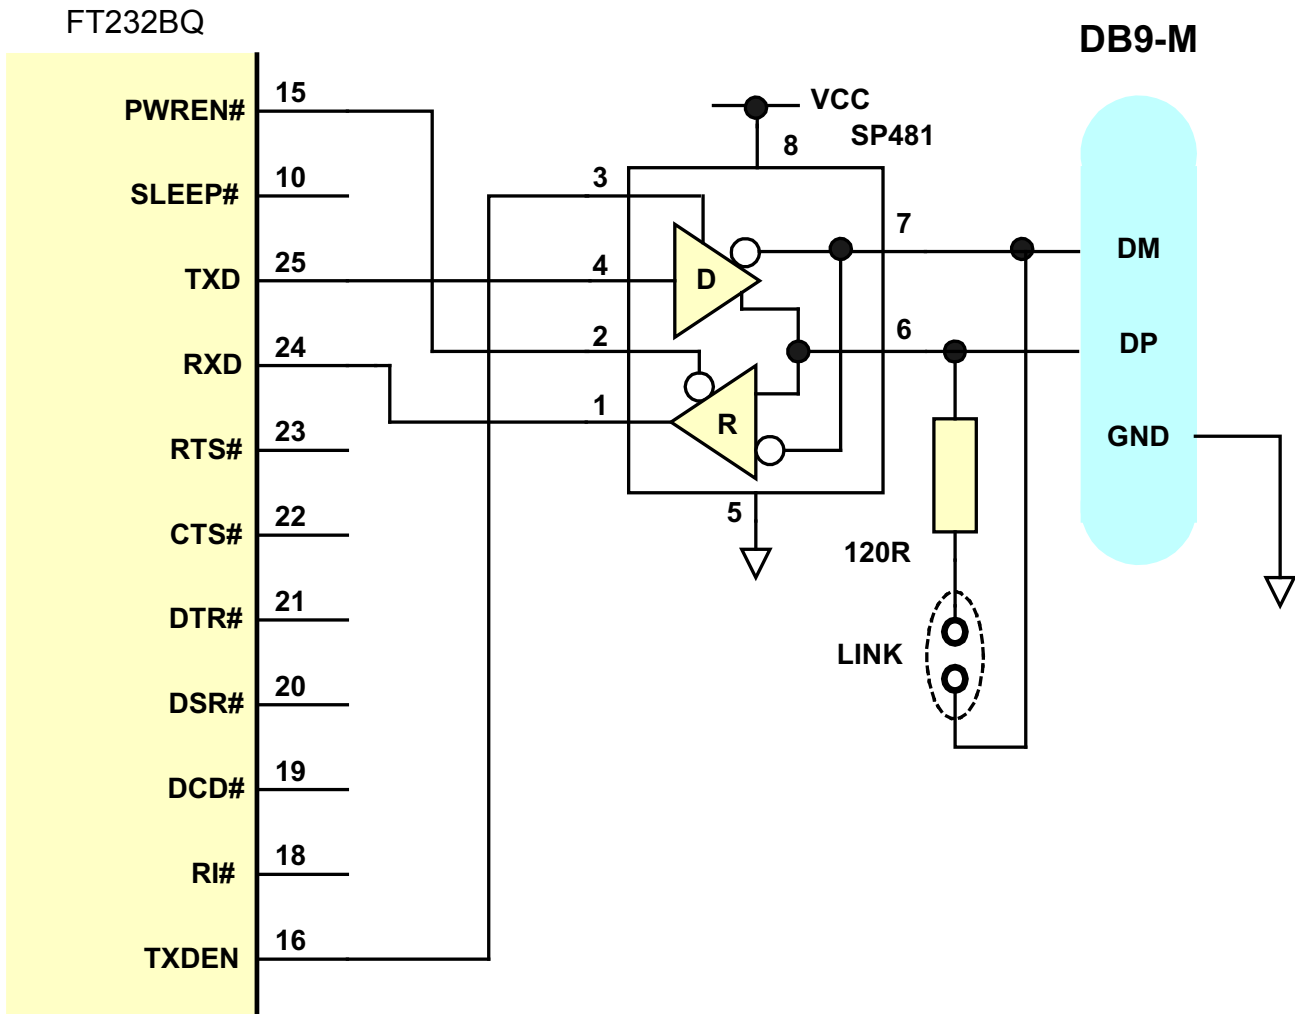 FT232BQ
DB9-M
PWREN# 15
SLEEP# 10
TXD 25
RXD 24
RTS# 23
CTS# 22
DTR# 21
DSR# 20
DCD# 19
RI# 18
TXDEN 16
VCC
SP481
8
3
4
2
1
D
R
7
6
5
120R
LINK
DM
DP
GND